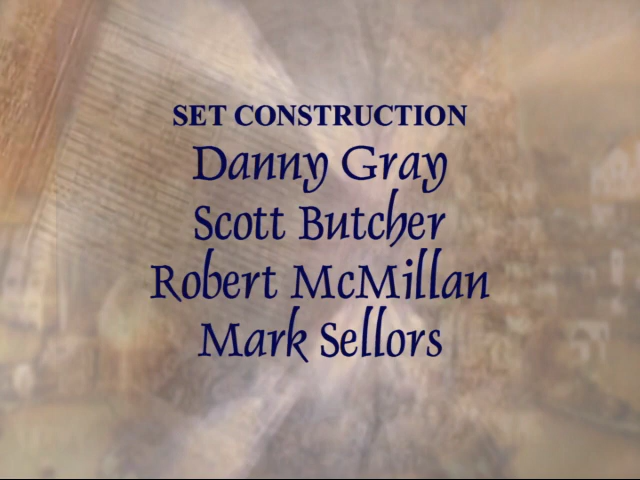 SET CONSTRUCTION
Danny Gray
Scott Butcher
Robert McMillan
Mark Sellors